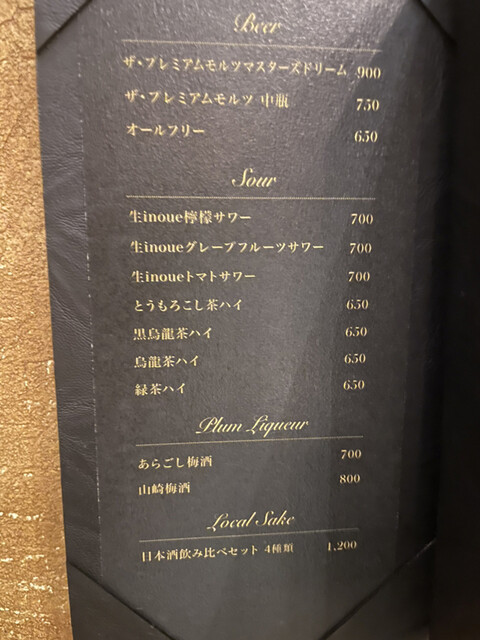 Beer
ザ・プレミアムモルツマスターズドリーム 900
ザ・プレミアムモルツ 中瓶 750
オールフリー 650
Sour
生inoue檸檬サワー 700
生inoueグレープフルーツサワー 700
生inoueトマトサワー 700
とうもろこし茶ハイ 650
黒烏龍茶ハイ 650
烏龍茶ハイ 650
緑茶ハイ 650
Plum Liqueur
あらごし梅酒 700
山崎梅酒 800
Local Sake
日本酒飲み比べセット 4種類 1,200